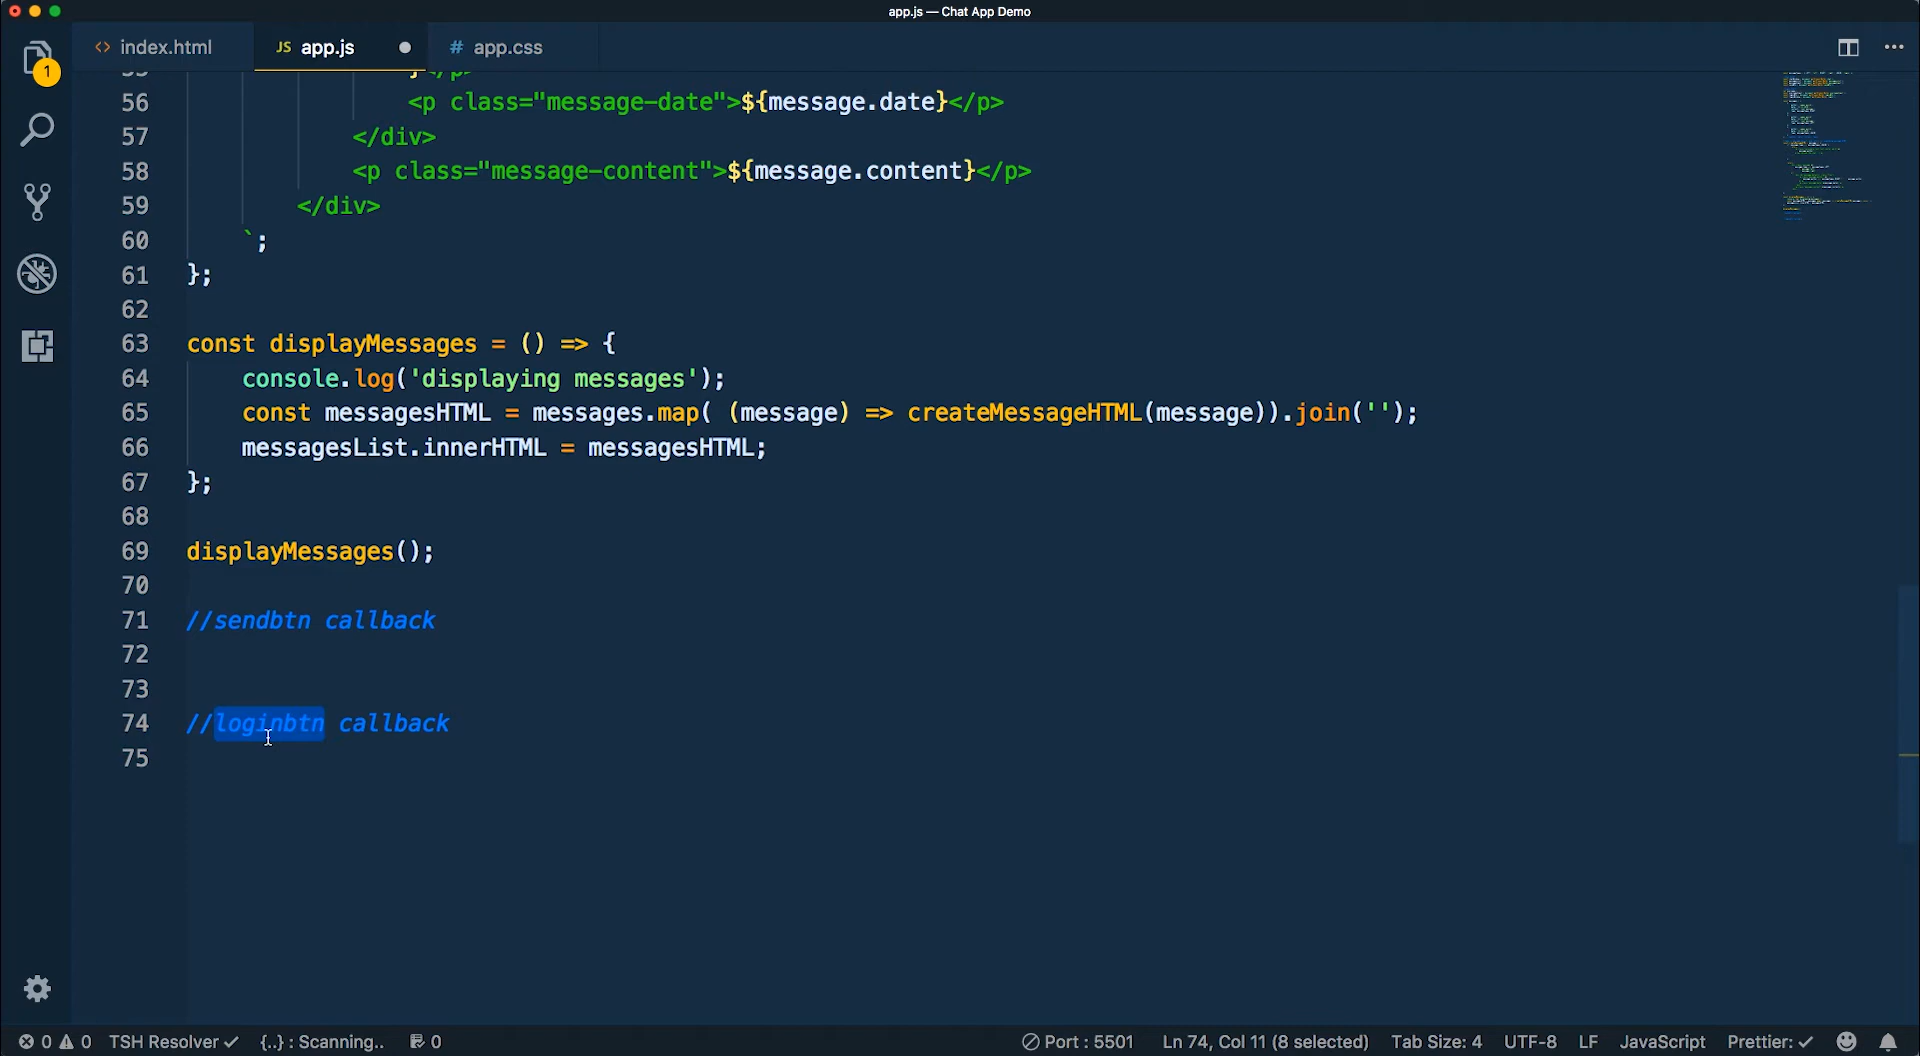 app.js — Chat App Demo
<> index.html
JS app.js
# app.css
1
56 <p class="message-date">${message.date}</p>
57 </div>
58 <p class="message-content">${message.content}</p>
59 </div>
60 `;
61 };
62
63 const displayMessages = () => {
64 console.log('displaying messages');
65 const messagesHTML = messages.map( (message) => createMessageHTML(message)).join('');
66 messagesList.innerHTML = messagesHTML;
67 };
68
69 displayMessages();
70
71 //sendbtn callback
72
73
74 //loginbtn callback
75
0 0 TSH Resolver ✓ {..} : Scanning.. 0 Port : 5501 Ln 74, Col 11 (8 selected) Tab Size: 4 UTF-8 LF JavaScript Prettier: ✓